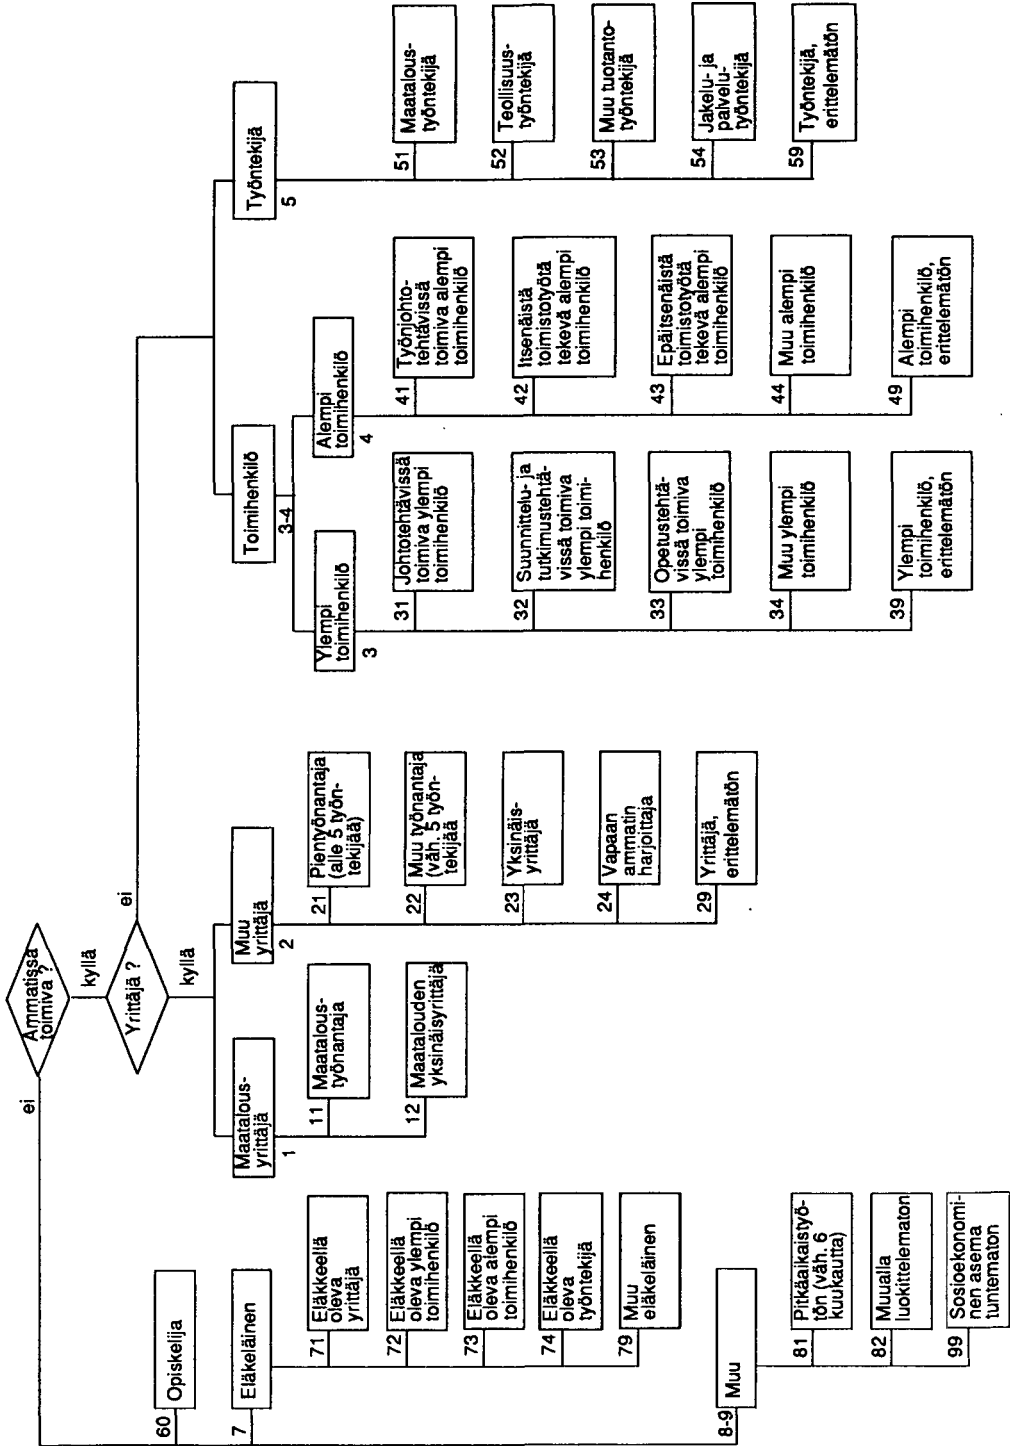 Ammatissa
toimiva ?
ei
kyllä
Yrittäjä ?
ei
kyllä
60
Opiskelija
7
Eläkeläinen
71
Eläkkeellä
oleva
yrittäjä
72
Eläkkeellä
oleva ylempi
toimihenkilö
73
Eläkkeellä
oleva alempi
toimihenkilö
74
Eläkkeellä
oleva
työntekijä
79
Muu
eläkeläinen
8-9
Muu
81
Pitkäaikaistyö-
tön (väh. 6
kuukautta)
82
Muualla
luokittelematon
99
Sosioekonomi-
nen asema
tuntematon
Maatalous-
yrittäjä
1
11
Maatalous-
työnantaja
12
Maatalouden
yksinäisyrittäjä
Muu
yrittäjä
2
21
Pientyönantaja
(alle 5 työn-
tekijää)
22
Muu työnantaja
(väh. 5 työn-
tekijää
23
Yksinäis-
yrittäjä
24
Vapaan
ammatin
harjoittaja
29
Yrittäjä,
erittelemätön
Toimihenkilö
3-4
Ylempi
toimihenkilö
3
31
Johtotehtävissä
toimiva ylempi
toimihenkilö
32
Suunnittelu- ja
tutkimustehtä-
vissä toimiva
ylempi toimi-
henkilö
33
Opetustehtä-
vissä toimiva
ylempi
toimihenkilö
34
Muu ylempi
toimihenkilö
39
Ylempi
toimihenkilö,
erittelemätön
Alempi
toimihenkilö
4
41
Työnjohto-
tehtävissä
toimiva alempi
toimihenkilö
42
Itsenäistä
toimistotyötä
tekevä alempi
toimihenkilö
43
Epäitsenäistä
toimistotyötä
tekevä alempi
toimihenkilö
44
Muu alempi
toimihenkilö
49
Alempi
toimihenkilö,
erittelemätön
Työntekijä
5
51
Maatalous-
työntekijä
52
Teollisuus-
työntekijä
53
Muu tuotanto-
työntekijä
54
Jakelu- ja
palvelu-
työntekijä
59
Työntekijä,
erittelemätön